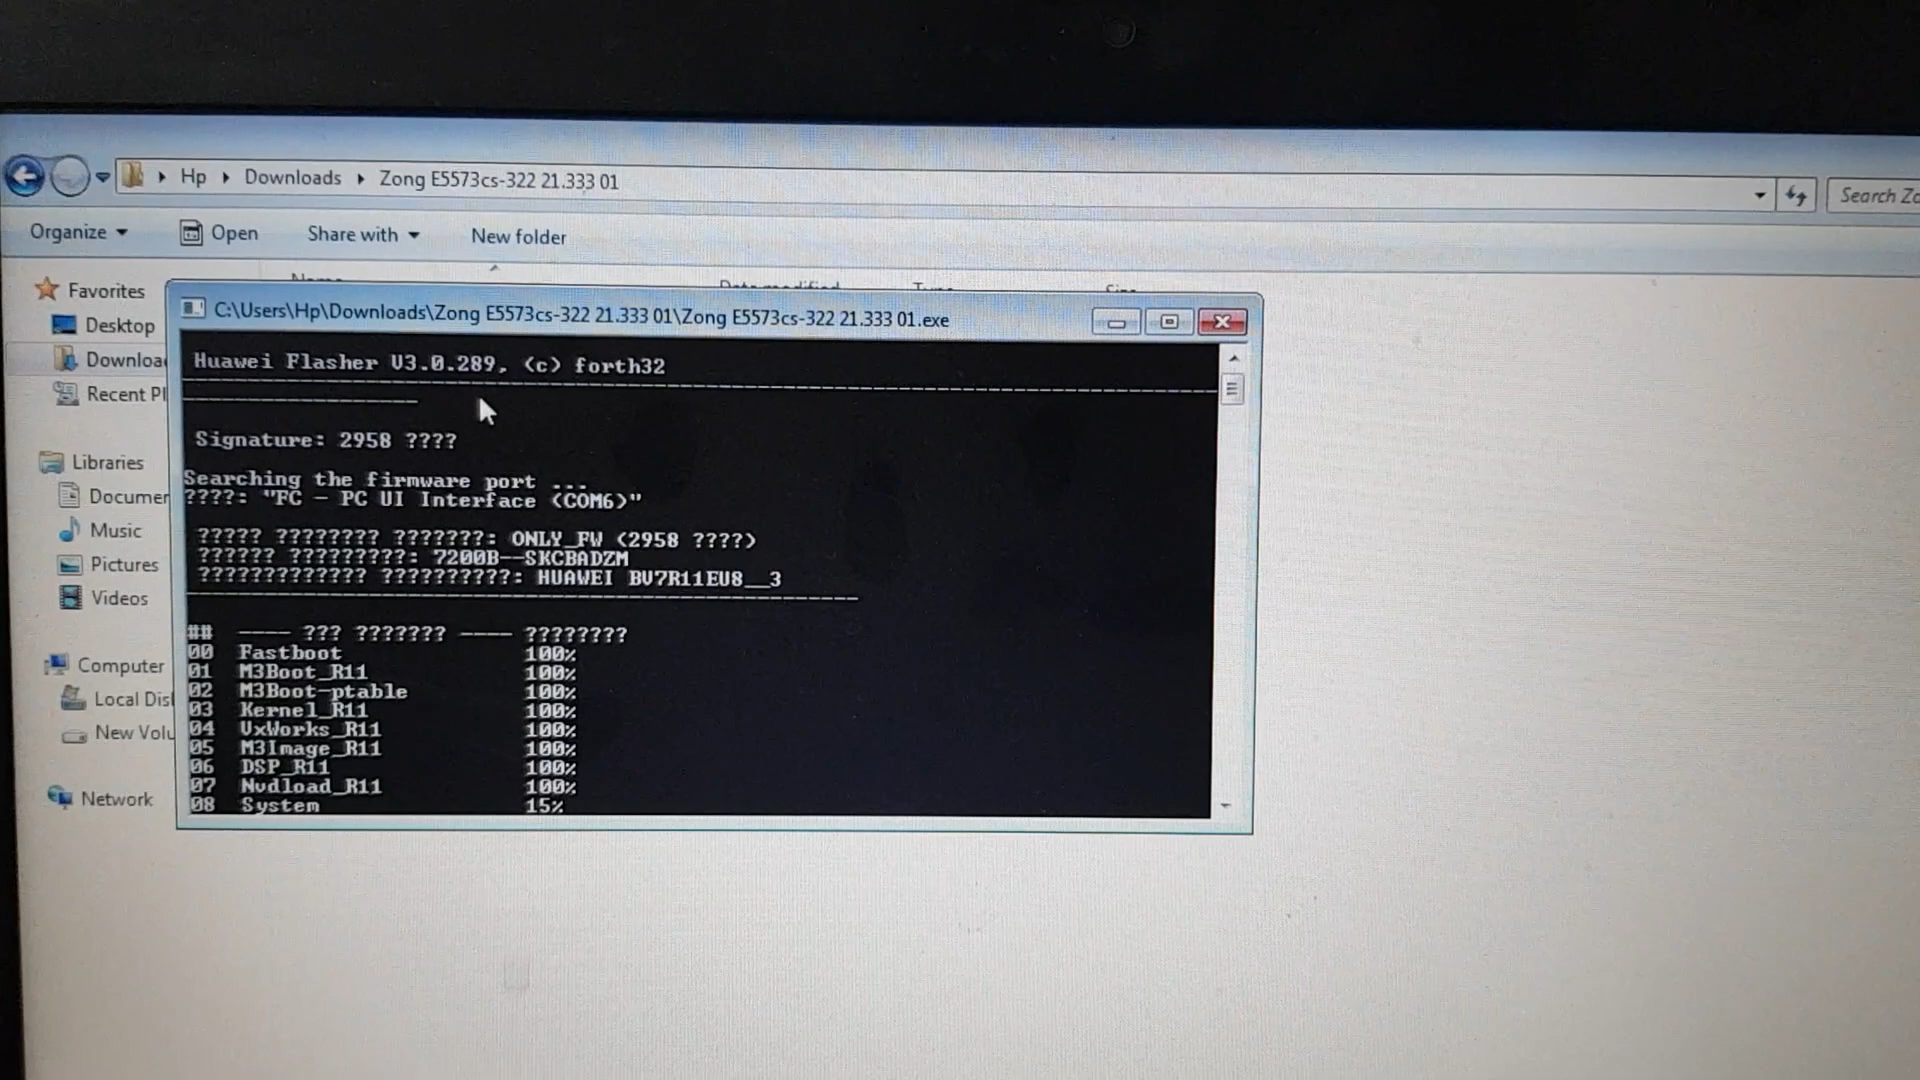 Hp Downloads Zong E5573cs-322 21.333 01
Search
Organize Open Share with New folder
Favorites
Desktop
Recent
Libraries
Music
Pictures
Videos
Computer
Local
New
Network
C:\Users\Hp\Downloads\Zong E5573cs-322 21.333 01\Zong E5573cs-322 21.333 01.exe
Huawei Flasher V3.0.289, (c) forth32
Signature: 2958 ????
Searching the firmware port ...
????: "FC - PC UI Interface (COM6)"
????? ???????? ???????: ONLY_FW (2958 ????)
?????? ?????????: 7200B--SKCBADZM
????????????? ??????????: HUAWEI BV7R11EU8__3
## ---- ??? ??????? ---- ????????
00 Fastboot 100%
01 M3Boot_R11 100%
02 M3Boot-ptable 100%
03 Kernel_R11 100%
04 VxWorks_R11 100%
05 M3Image_R11 100%
06 DSP_R11 100%
07 Nvdload_R11 100%
08 System 15%